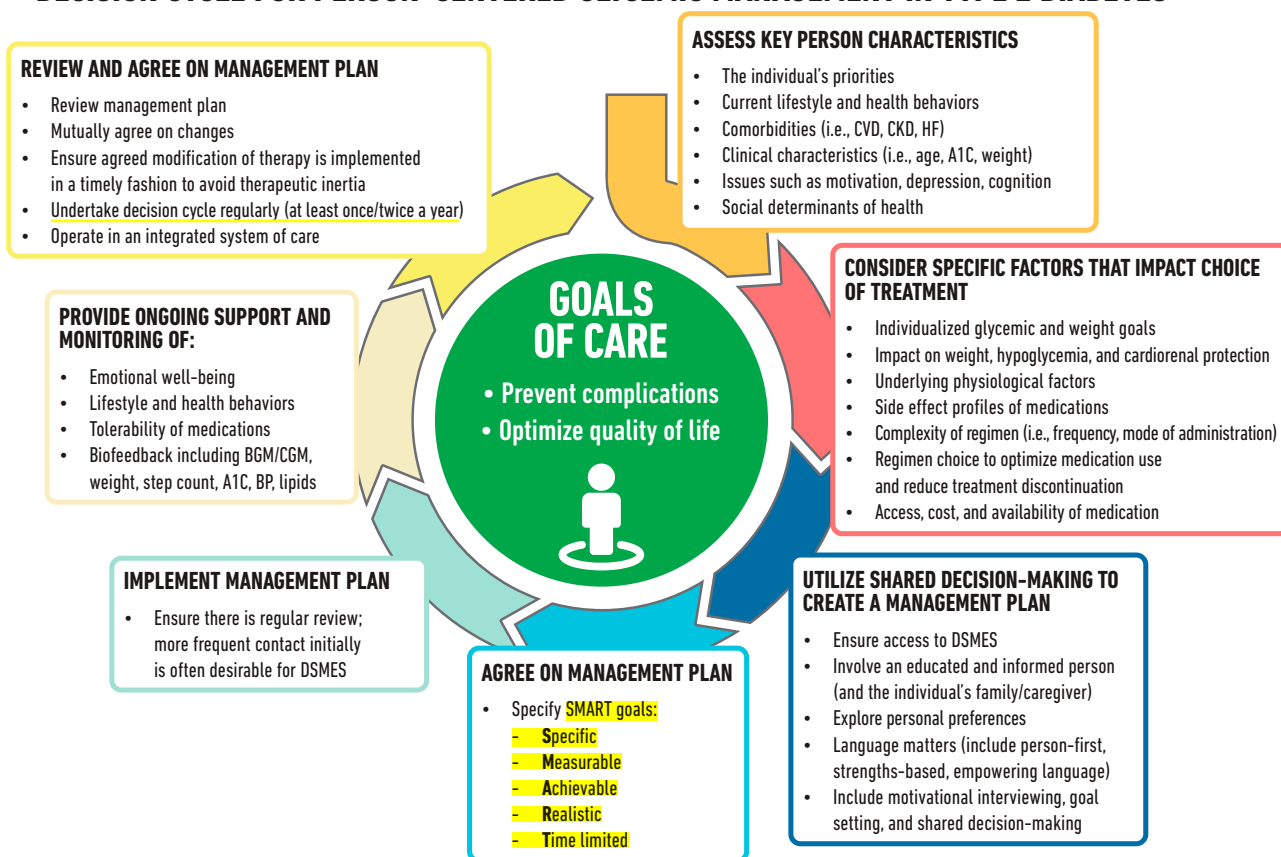 DECISION CYCLE FOR PERSON-CENTERED GLYCEMIC MANAGEMENT IN TYPE 2 DIABETES
REVIEW AND AGREE ON MANAGEMENT PLAN
• Review management plan
• Mutually agree on changes
• Ensure agreed modification of therapy is implemented
in a timely fashion to avoid therapeutic inertia
• Undertake decision cycle regularly (at least once/twice a year)
• Operate in an integrated system of care
ASSESS KEY PERSON CHARACTERISTICS
• The individual's priorities
• Current lifestyle and health behaviors
• Comorbidities (i.e., CVD, CKD, HF)
• Clinical characteristics (i.e., age, A1C, weight)
• Issues such as motivation, depression, cognition
• Social determinants of health
CONSIDER SPECIFIC FACTORS THAT IMPACT CHOICE
OF TREATMENT
• Individualized glycemic and weight goals
• Impact on weight, hypoglycemia, and cardiorenal protection
• Underlying physiological factors
• Side effect profiles of medications
• Complexity of regimen (i.e., frequency, mode of administration)
• Regimen choice to optimize medication use
and reduce treatment discontinuation
• Access, cost, and availability of medication
UTILIZE SHARED DECISION-MAKING TO
CREATE A MANAGEMENT PLAN
• Ensure access to DSMES
• Involve an educated and informed person
(and the individual's family/caregiver)
• Explore personal preferences
• Language matters (include person-first,
strengths-based, empowering language)
• Include motivational interviewing, goal
setting, and shared decision-making
AGREE ON MANAGEMENT PLAN
• Specify SMART goals:
- Specific
- Measurable
- Achievable
- Realistic
- Time limited
IMPLEMENT MANAGEMENT PLAN
• Ensure there is regular review;
more frequent contact initially
is often desirable for DSMES
PROVIDE ONGOING SUPPORT AND
MONITORING OF:
• Emotional well-being
• Lifestyle and health behaviors
• Tolerability of medications
• Biofeedback including BGM/CGM,
weight, step count, A1C, BP, lipids
GOALS
OF CARE
• Prevent complications
• Optimize quality of life